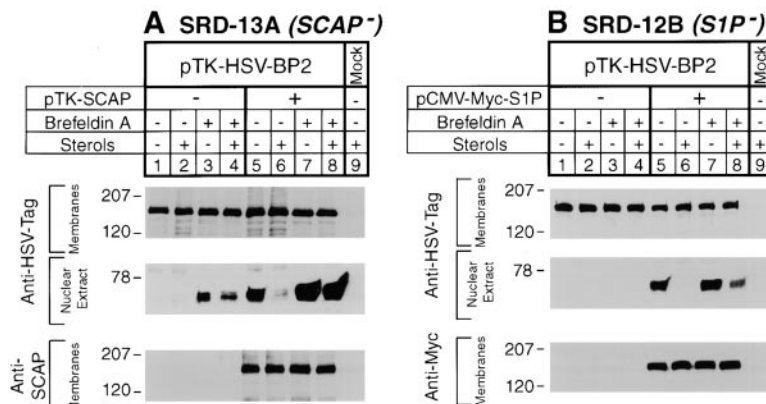 A SRD-13A (SCAP-)
pTK-HSV-BP2
Mock
pTK-SCAP - + -
Brefeldin A - - + + - - + + -
Sterols - + - + - + - + +
1 2 3 4 5 6 7 8 9
Anti-HSV-Tag
Membranes
207-
120-
Nuclear
Extract
78-
Anti-
SCAP
Membranes
207-
120-
B SRD-12B (S1P-)
pTK-HSV-BP2
Mock
pCMV-Myc-S1P - + -
Brefeldin A - - + + - - + + -
Sterols - + - + - + - + +
1 2 3 4 5 6 7 8 9
Anti-HSV-Tag
Membranes
207-
120-
Nuclear
Extract
78-
Anti-Myc
Membranes
207-
120-